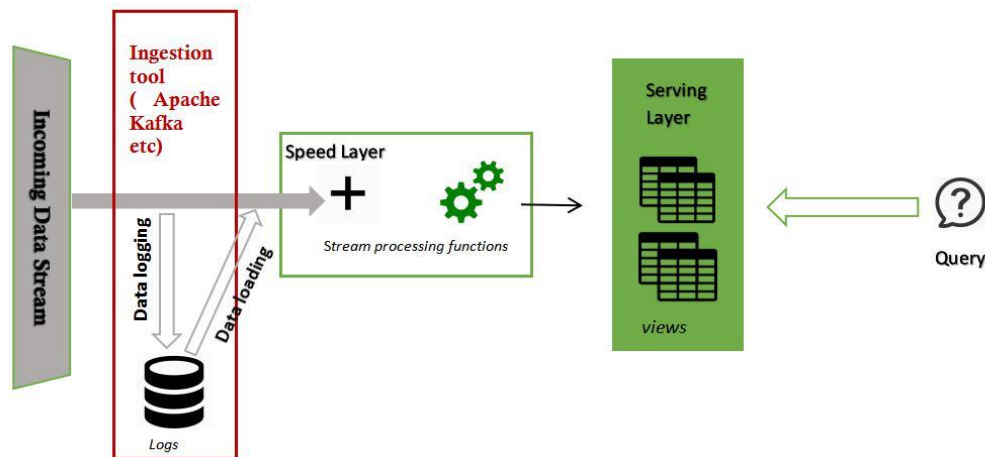 Incoming Data Stream
Ingestion
tool
( Apache
Kafka
etc)
Data logging
Data loading
Logs
Speed Layer
Stream processing functions
Serving
Layer
views
?
Query